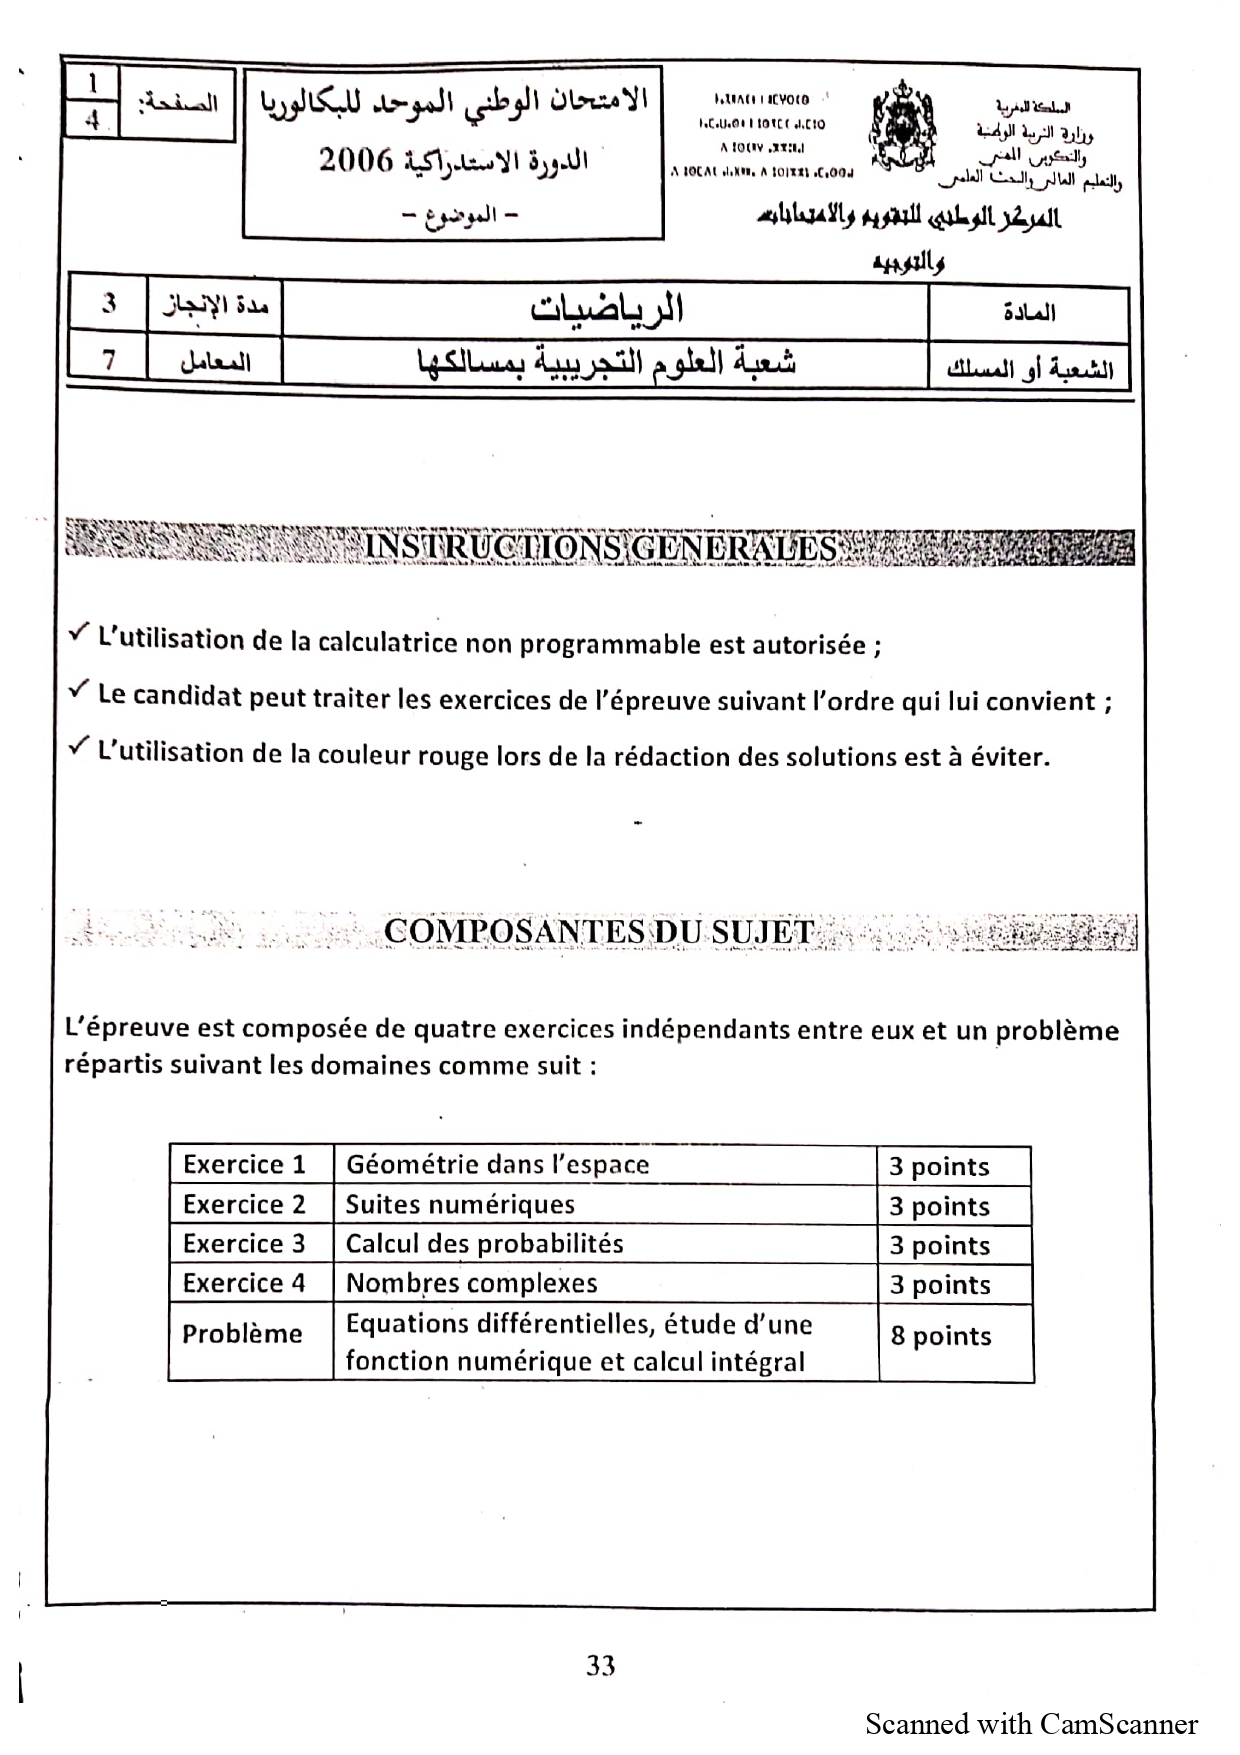 المملكة المغربية
وزارة التربية الوطنية
والتكوين المهني
والتعليم العالي والبحث العلمي
المركز الوطني للتقويم والامتحانات
والتوجيه
الامتحان الوطني الموحد للبكالوريا
الدورة الاستدراكية 2006
- الموضوع -
الصفحة:
1
4
المادة الرياضيات مدة الإنجاز 3
الشعبة أو المسلك شعبة العلوم التجريبية بمسالكها المعامل 7
INSTRUCTIONS GENERALES
✓ L'utilisation de la calculatrice non programmable est autorisée ;
✓ Le candidat peut traiter les exercices de l'épreuve suivant l'ordre qui lui convient ;
✓ L'utilisation de la couleur rouge lors de la rédaction des solutions est à éviter.
COMPOSANTES DU SUJET
L'épreuve est composée de quatre exercices indépendants entre eux et un problème
répartis suivant les domaines comme suit :
Exercice 1 Géométrie dans l'espace 3 points
Exercice 2 Suites numériques 3 points
Exercice 3 Calcul des probabilités 3 points
Exercice 4 Nombres complexes 3 points
Problème Equations différentielles, étude d'une
fonction numérique et calcul intégral 8 points
33
Scanned with CamScanner